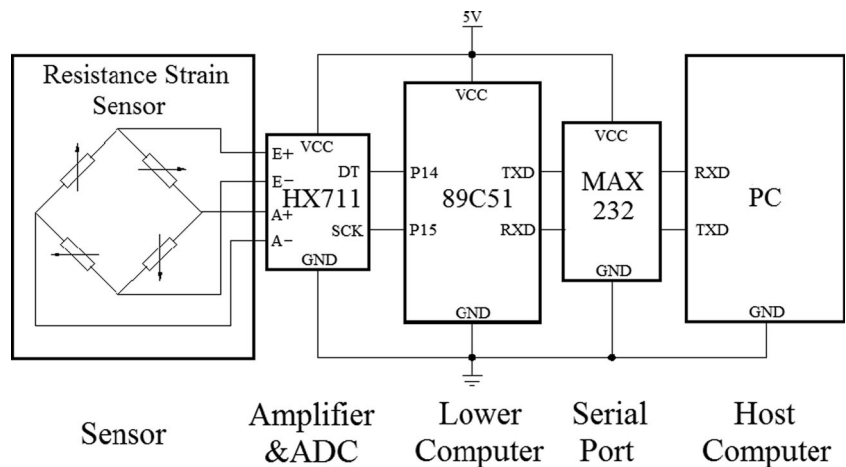 5V
Resistance Strain
Sensor
E+
E−
A+
A−
VCC
HX711
DT
SCK
GND
VCC
P14
P15
89C51
TXD
RXD
GND
VCC
MAX
232
GND
RXD
TXD
PC
GND
Sensor
Amplifier
&ADC
Lower
Computer
Serial
Port
Host
Computer